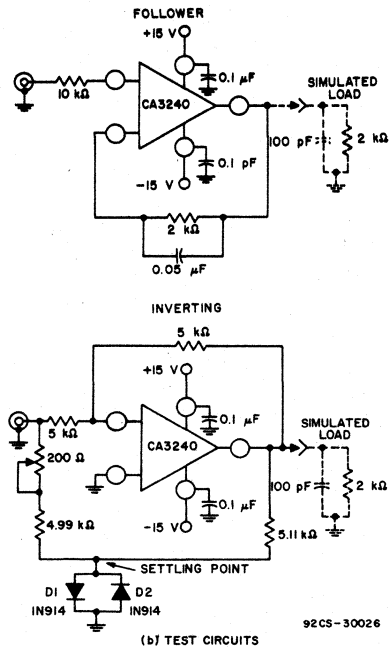 FOLLOWER
+15 V
0.1 μF
SIMULATED
LOAD
10 kΩ
CA3240
100 pF
2 kΩ
0.1 pF
-15 V
2 kΩ
0.05 μF
INVERTING
5 kΩ
+15 V
0.1 μF
SIMULATED
LOAD
5 kΩ
CA3240
200 Ω
100 pF
2 kΩ
0.1 μF
4.99 kΩ
-15 V
5.11 kΩ
SETTLING POINT
D1
D2
1N914
1N914
92CS-30026
(b) TEST CIRCUITS